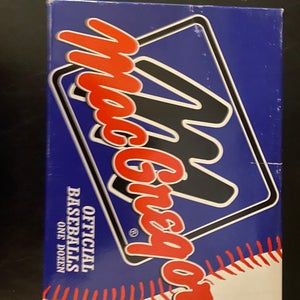 MacGregor
®
OFFICIAL
BASEBALLS
ONE DOZEN